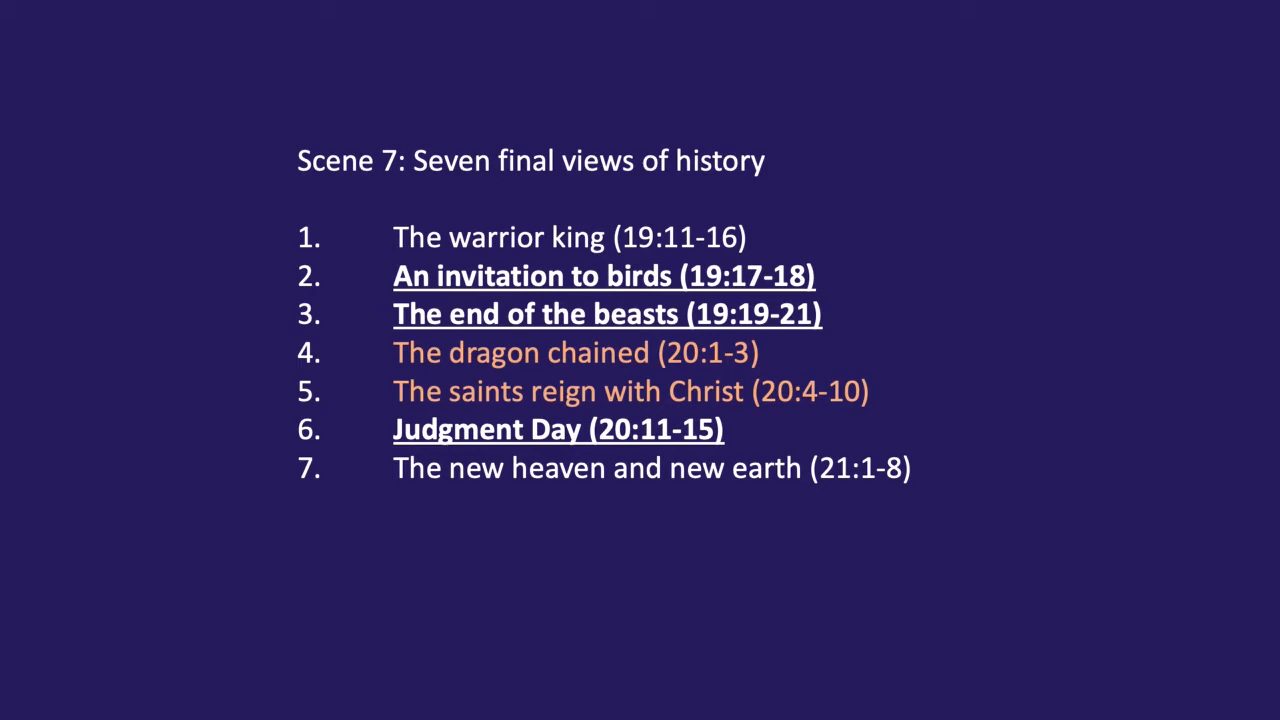 Scene 7: Seven final views of history
1. The warrior king (19:11-16)
2. An invitation to birds (19:17-18)
3. The end of the beasts (19:19-21)
4. The dragon chained (20:1-3)
5. The saints reign with Christ (20:4-10)
6. Judgment Day (20:11-15)
7. The new heaven and new earth (21:1-8)